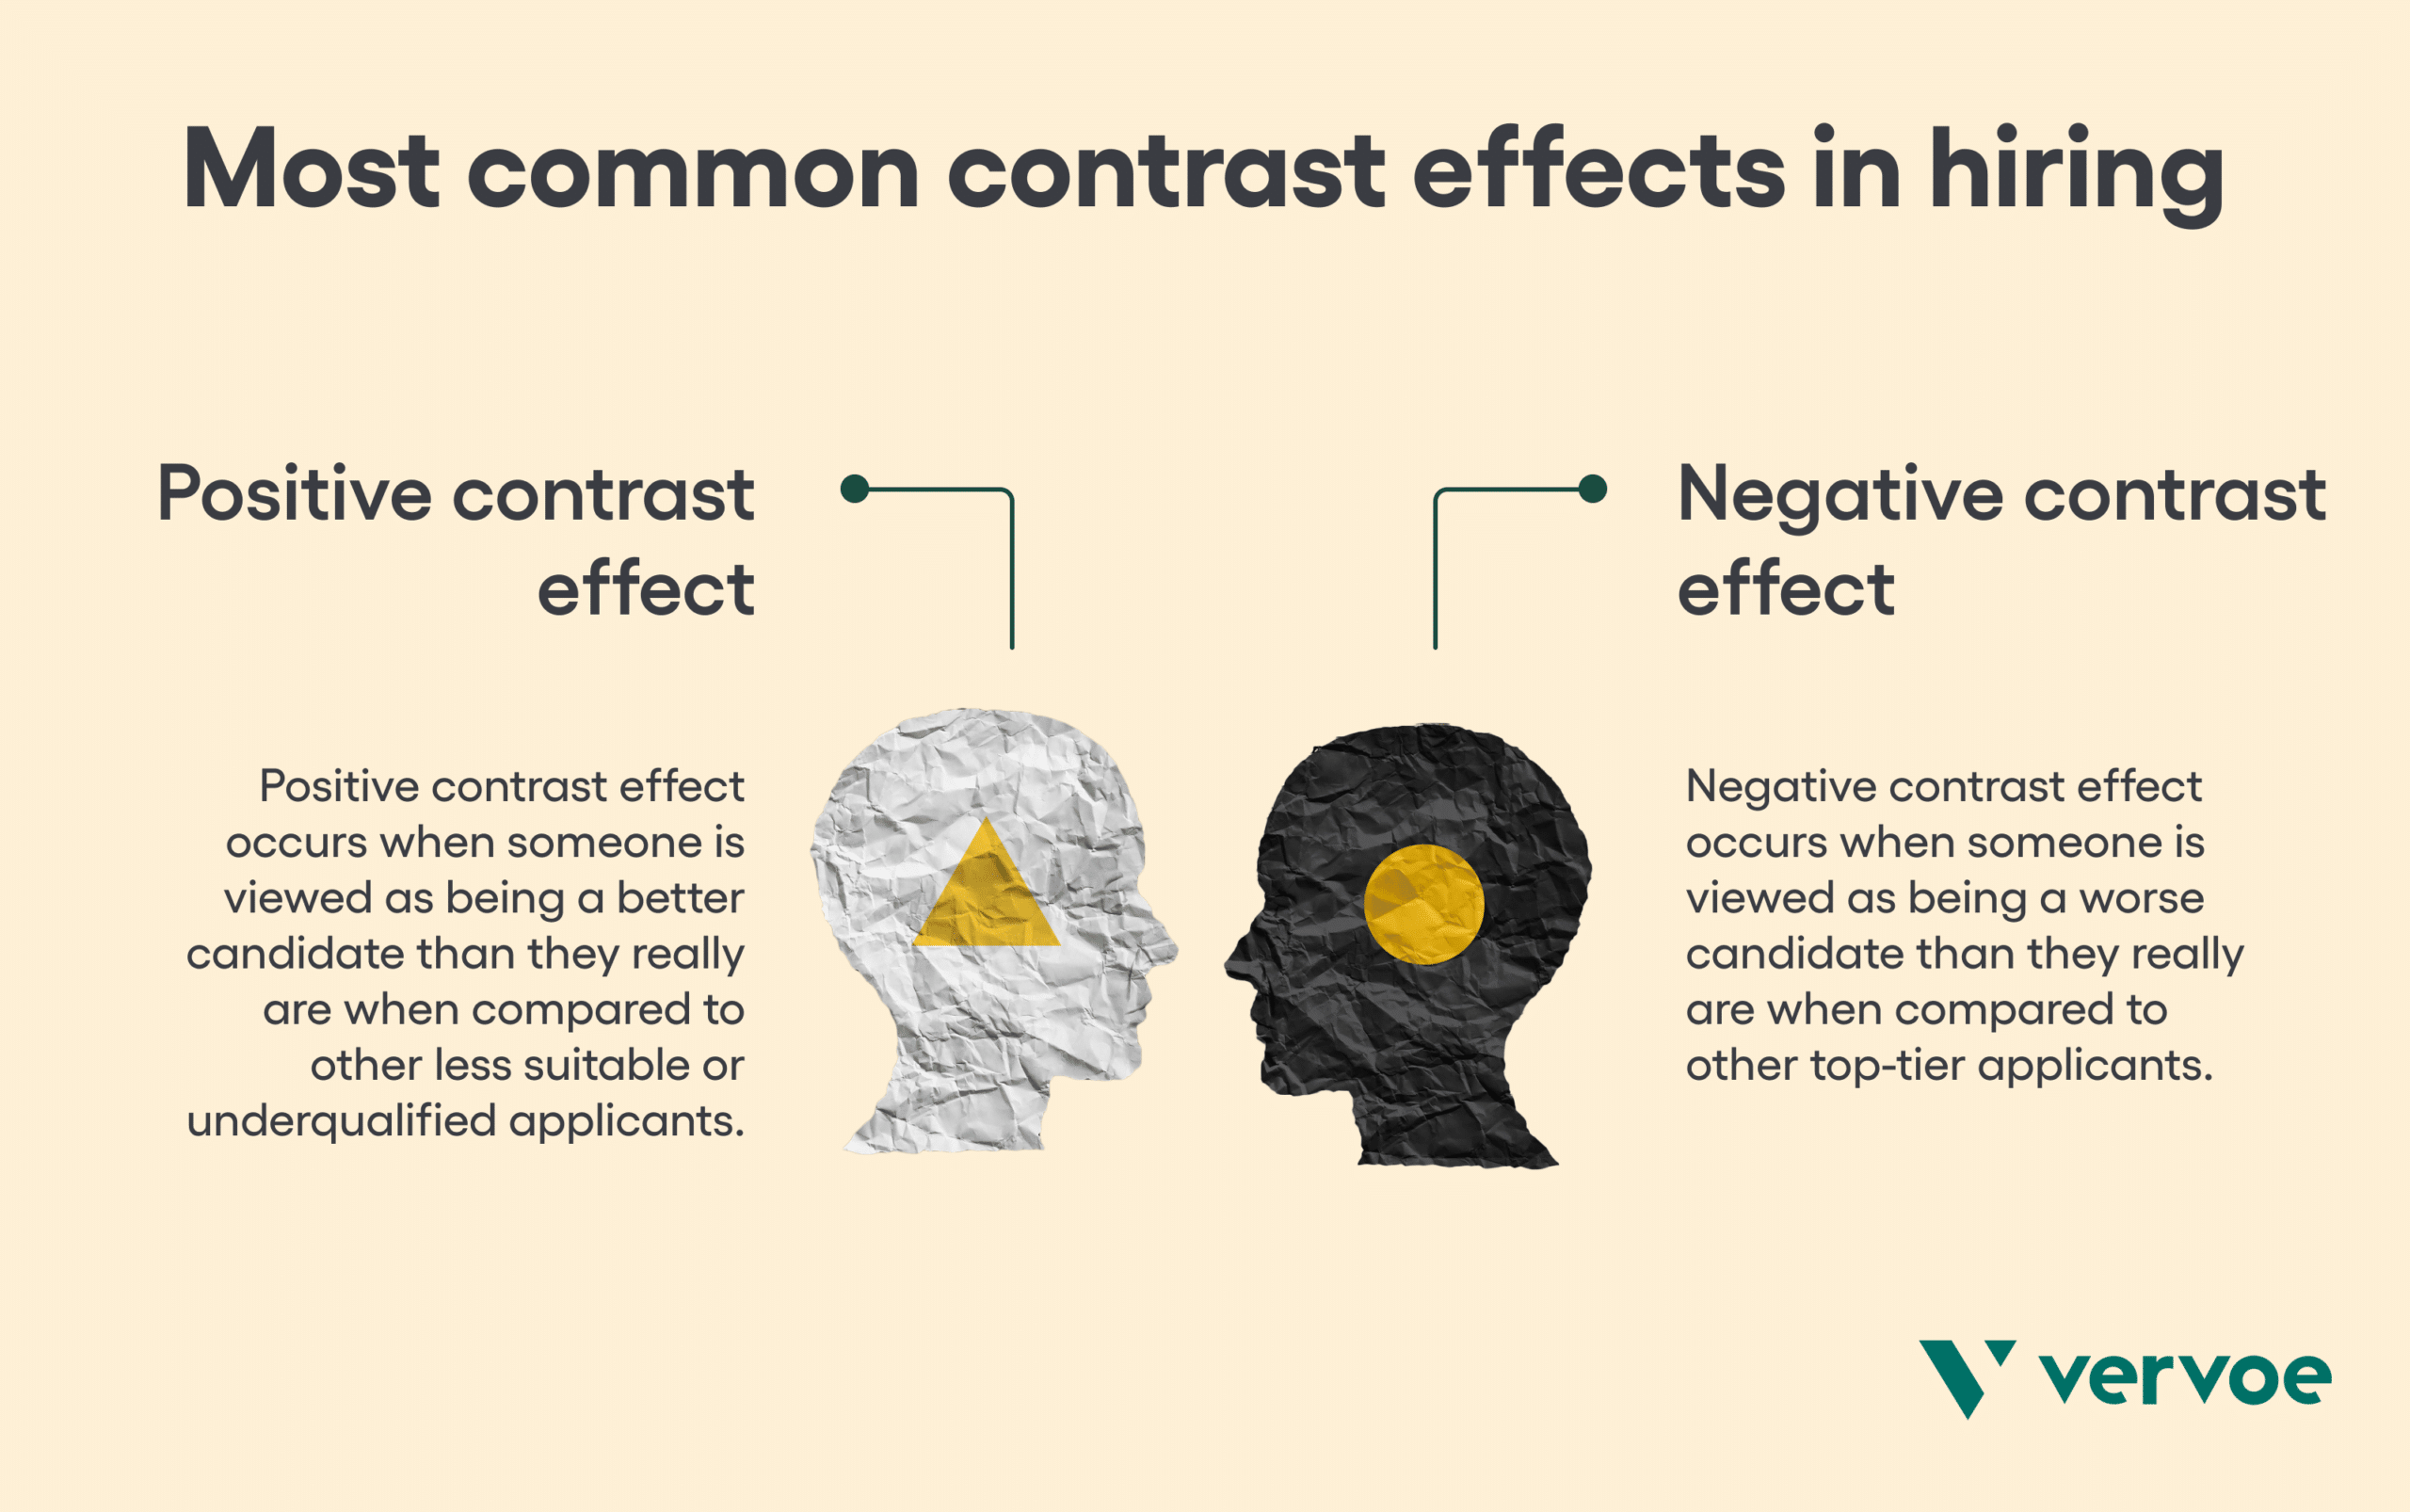 Most common contrast effects in hiring
Positive contrast
effect
Positive contrast effect
occurs when someone is
viewed as being a better
candidate than they really
are when compared to
other less suitable or
underqualified applicants.
Negative contrast
effect
Negative contrast effect
occurs when someone is
viewed as being a worse
candidate than they really
are when compared to
other top-tier applicants.
vervoe